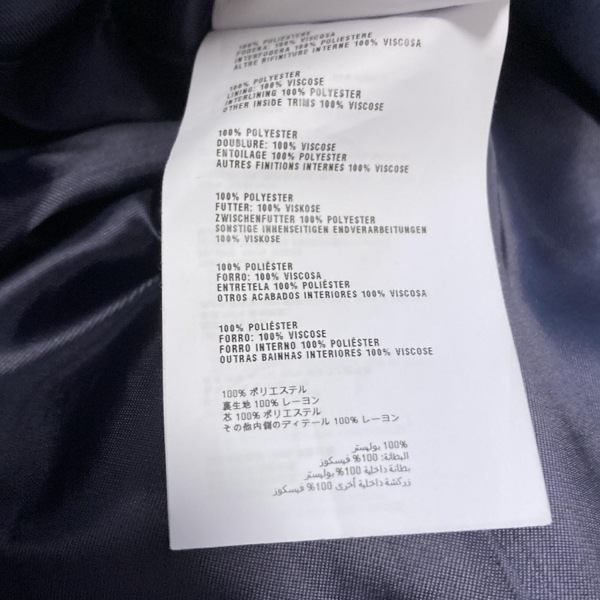 100% POLIESTERE
FODERA: 100% VISCOSA
INTERFODERA 100% POLIESTERE
ALTRE RIFINITURE INTERNE 100% VISCOSA
100% POLYESTER
LINING: 100% VISCOSE
INTERLINING 100% POLYESTER
OTHER INSIDE TRIMS 100% VISCOSE
100% POLYESTER
DOUBLURE: 100% VISCOSE
ENTOILAGE 100% POLYESTER
AUTRES FINITIONS INTERNES 100% VISCOSE
100% POLYESTER
FUTTER: 100% VISKOSE
ZWISCHENFUTTER 100% POLYESTER
SONSTIGE INNENSEITIGEN ENDVERARBEITUNGEN
100% VISKOSE
100% POLIÉSTER
FORRO: 100% VISCOSA
ENTRETELA 100% POLIÉSTER
OTROS ACABADOS INTERIORES 100% VISCOSA
100% POLIÉSTER
FORRO: 100% VISCOSE
FORRO INTERNO 100% POLIÉSTER
OUTRAS BAINHAS INTERIORES 100% VISCOSE
100% ポリエステル
裏生地 100% レーヨン
芯 100% ポリエステル
その他内側のディテール 100% レーヨン
100% بوليستر
البطانة: 100% فيسكوز
بطانة داخلية 100% بوليستر
زركشة داخلية أخرى 100% فيسكوز